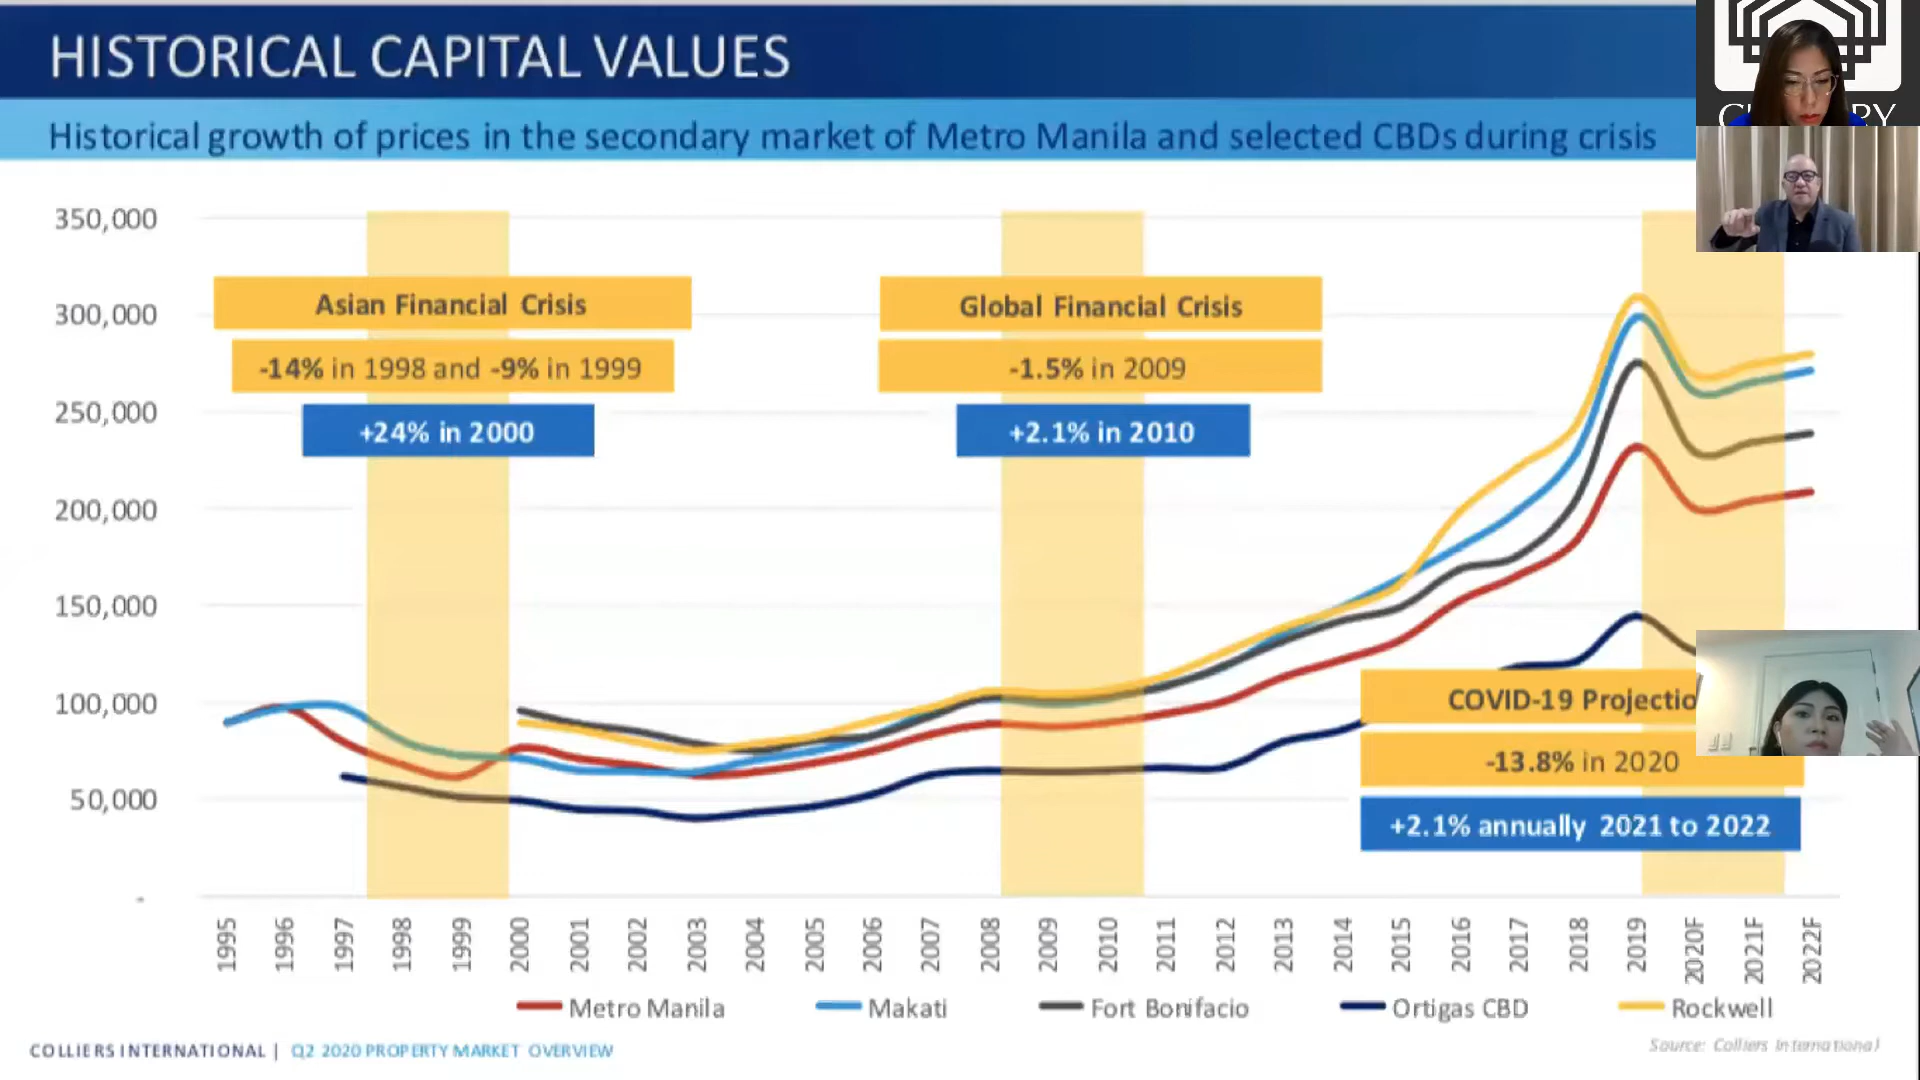 HISTORICAL CAPITAL VALUES
Historical growth of prices in the secondary market of Metro Manila and selected CBDs during crisis
350,000
300,000
250,000
200,000
150,000
100,000
50,000
-
Asian Financial Crisis
-14% in 1998 and -9% in 1999
+24% in 2000
Global Financial Crisis
-1.5% in 2009
+2.1% in 2010
COVID-19 Projectio
-13.8% in 2020
+2.1% annually 2021 to 2022
1995 1996 1997 1998 1999 2000 2001 2002 2003 2004 2005 2006 2007 2008 2009 2010 2011 2012 2013 2014 2015 2016 2017 2018 2019 2020F 2021F 2022F
Metro Manila Makati Fort Bonifacio Ortigas CBD Rockwell
COLLIERS INTERNATIONAL | Q2 2020 PROPERTY MARKET OVERVIEW
Source: Colliers International